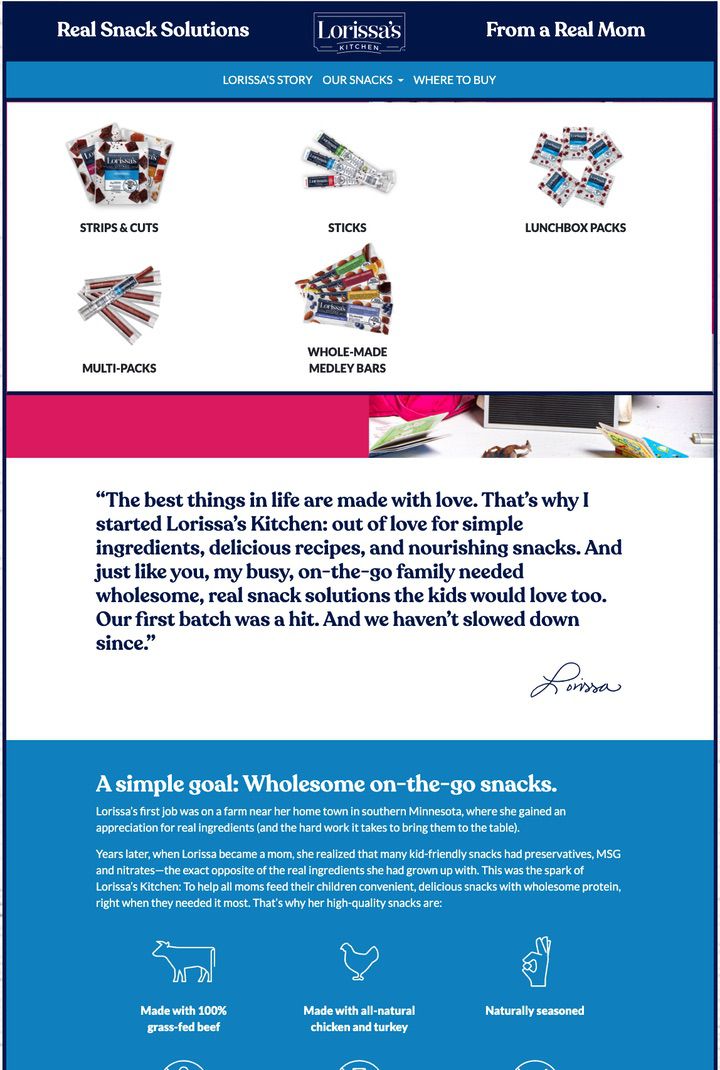 Real Snack Solutions
Lorissa's
KITCHEN
From a Real Mom
LORISSA'S STORY OUR SNACKS WHERE TO BUY
STRIPS & CUTS
STICKS
LUNCHBOX PACKS
MULTI-PACKS
WHOLE-MADE
MEDLEY BARS
“The best things in life are made with love. That’s why I
started Lorissa’s Kitchen: out of love for simple
ingredients, delicious recipes, and nourishing snacks. And
just like you, my busy, on-the-go family needed
wholesome, real snack solutions the kids would love too.
Our first batch was a hit. And we haven’t slowed down
since.”
Lorissa
A simple goal: Wholesome on-the-go snacks.
Lorissa’s first job was on a farm near her home town in southern Minnesota, where she gained an
appreciation for real ingredients (and the hard work it takes to bring them to the table).
Years later, when Lorissa became a mom, she realized that many kid-friendly snacks had preservatives, MSG
and nitrates—the exact opposite of the real ingredients she had grown up with. This was the spark of
Lorissa’s Kitchen: To help all moms feed their children convenient, delicious snacks with wholesome protein,
right when they needed it most. That’s why her high-quality snacks are:
Made with 100%
grass-fed beef
Made with all-natural
chicken and turkey
Naturally seasoned